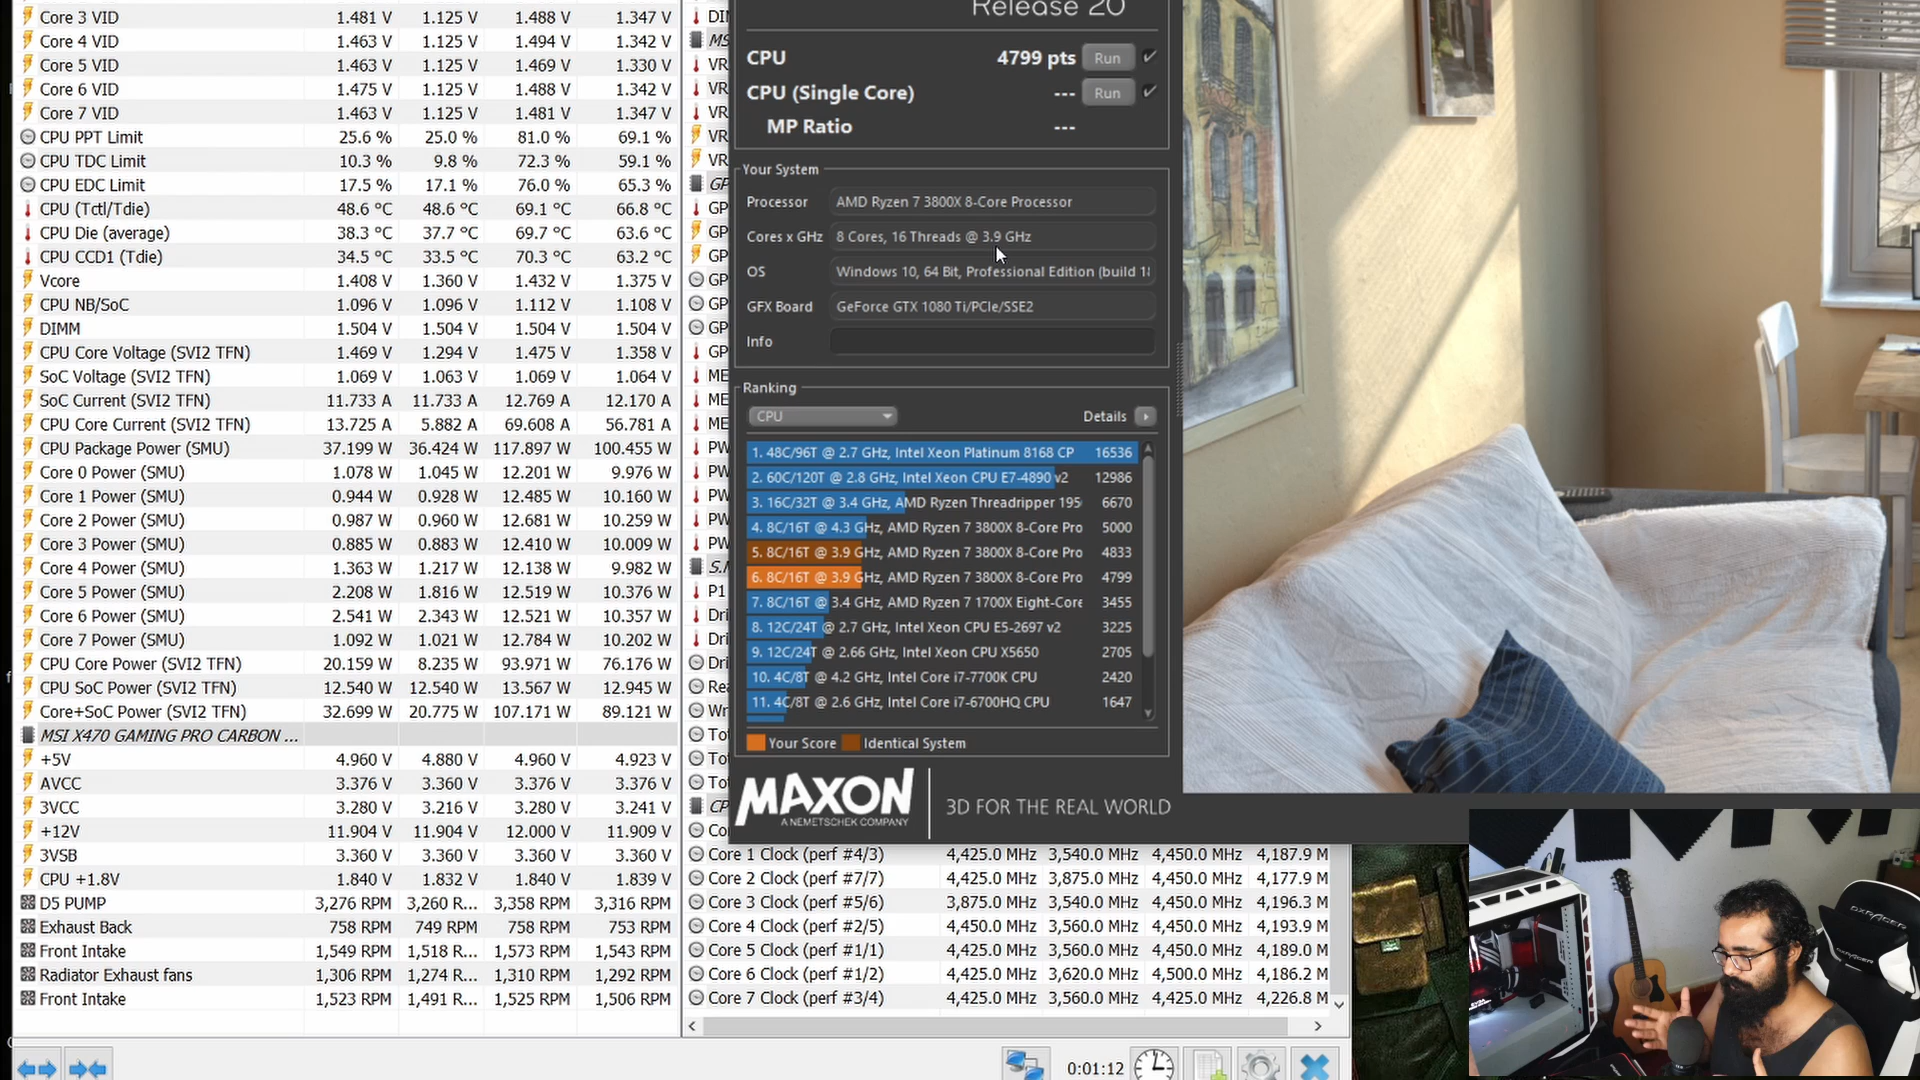 Core 3 VID 1.481 V 1.125 V 1.488 V 1.347 V
Core 4 VID 1.463 V 1.125 V 1.494 V 1.342 V
Core 5 VID 1.463 V 1.125 V 1.469 V 1.330 V
Core 6 VID 1.475 V 1.125 V 1.488 V 1.342 V
Core 7 VID 1.463 V 1.125 V 1.481 V 1.347 V
CPU PPT Limit 25.6 % 25.0 % 81.0 % 69.1 %
CPU TDC Limit 10.3 % 9.8 % 72.3 % 59.1 %
CPU EDC Limit 17.5 % 17.1 % 76.0 % 65.3 %
CPU (Tctl/Tdie) 48.6 °C 48.6 °C 69.1 °C 66.8 °C
CPU Die (average) 38.3 °C 37.7 °C 69.7 °C 63.6 °C
CPU CCD1 (Tdie) 34.5 °C 33.5 °C 70.3 °C 63.2 °C
Vcore 1.408 V 1.360 V 1.432 V 1.375 V
CPU NB/SoC 1.096 V 1.096 V 1.112 V 1.108 V
DIMM 1.504 V 1.504 V 1.504 V 1.504 V
CPU Core Voltage (SVI2 TFN) 1.469 V 1.294 V 1.475 V 1.358 V
SoC Voltage (SVI2 TFN) 1.069 V 1.063 V 1.069 V 1.064 V
SoC Current (SVI2 TFN) 11.733 A 11.733 A 12.769 A 12.170 A
CPU Core Current (SVI2 TFN) 13.725 A 5.882 A 69.608 A 56.781 A
CPU Package Power (SMU) 37.199 W 36.424 W 117.897 W 100.455 W
Core 0 Power (SMU) 1.078 W 1.045 W 12.201 W 9.976 W
Core 1 Power (SMU) 0.944 W 0.928 W 12.485 W 10.160 W
Core 2 Power (SMU) 0.987 W 0.960 W 12.681 W 10.259 W
Core 3 Power (SMU) 0.885 W 0.883 W 12.410 W 10.009 W
Core 4 Power (SMU) 1.363 W 1.217 W 12.138 W 9.982 W
Core 5 Power (SMU) 2.208 W 1.816 W 12.519 W 10.376 W
Core 6 Power (SMU) 2.541 W 2.343 W 12.521 W 10.357 W
Core 7 Power (SMU) 1.092 W 1.021 W 12.784 W 10.202 W
CPU Core Power (SVI2 TFN) 20.159 W 8.235 W 93.971 W 76.176 W
CPU SoC Power (SVI2 TFN) 12.540 W 12.540 W 13.567 W 12.945 W
Core+SoC Power (SVI2 TFN) 32.699 W 20.775 W 107.171 W 89.121 W
MSI X470 GAMING PRO CARBON ...
+5V 4.960 V 4.880 V 4.960 V 4.923 V
AVCC 3.376 V 3.360 V 3.376 V 3.376 V
3VCC 3.280 V 3.216 V 3.280 V 3.241 V
+12V 11.904 V 11.904 V 12.000 V 11.909 V
3VSB 3.360 V 3.360 V 3.360 V 3.360 V
CPU +1.8V 1.840 V 1.832 V 1.840 V 1.839 V
D5 PUMP 3,276 RPM 3,260 R... 3,358 RPM 3,316 RPM
Exhaust Back 758 RPM 749 RPM 758 RPM 753 RPM
Front Intake 1,549 RPM 1,518 R... 1,573 RPM 1,543 RPM
Radiator Exhaust fans 1,306 RPM 1,274 R... 1,310 RPM 1,292 RPM
Front Intake 1,523 RPM 1,491 R... 1,525 RPM 1,506 RPM
Release 20
CPU 4799 pts Run
CPU (Single Core) --- Run
MP Ratio ---
Your System
Processor AMD Ryzen 7 3800X 8-Core Processor
Cores x GHz 8 Cores, 16 Threads @ 3.9 GHz
OS Windows 10, 64 Bit, Professional Edition (build 18
GFX Board GeForce GTX 1080 Ti/PCIe/SSE2
Info
Ranking
CPU Details
1. 48C/96T @ 2.7 GHz, Intel Xeon Platinum 8168 CP 16536
2. 60C/120T @ 2.8 GHz, Intel Xeon CPU E7-4890 v2 12986
3. 16C/32T @ 3.4 GHz, AMD Ryzen Threadripper 195 6670
4. 8C/16T @ 4.3 GHz, AMD Ryzen 7 3800X 8-Core Pro 5000
5. 8C/16T @ 3.9 GHz, AMD Ryzen 7 3800X 8-Core Pro 4833
6. 8C/16T @ 3.9 GHz, AMD Ryzen 7 3800X 8-Core Pro 4799
7. 8C/16T @ 3.4 GHz, AMD Ryzen 7 1700X Eight-Core 3455
8. 12C/24T @ 2.7 GHz, Intel Xeon CPU E5-2697 v2 3225
9. 12C/24T @ 2.66 GHz, Intel Xeon CPU X5650 2705
10. 4C/8T @ 4.2 GHz, Intel Core i7-7700K CPU 2420
11. 4C/8T @ 2.6 GHz, Intel Core i7-6700HQ CPU 1647
Your Score Identical System
MAXON
A NEMETSCHEK COMPANY
3D FOR THE REAL WORLD
Core 1 Clock (perf #4/3) 4,425.0 MHz 3,540.0 MHz 4,450.0 MHz 4,187.9 M
Core 2 Clock (perf #7/7) 4,425.0 MHz 3,875.0 MHz 4,450.0 MHz 4,177.9 M
Core 3 Clock (perf #5/6) 3,875.0 MHz 3,540.0 MHz 4,450.0 MHz 4,196.3 M
Core 4 Clock (perf #2/5) 4,450.0 MHz 3,560.0 MHz 4,450.0 MHz 4,193.9 M
Core 5 Clock (perf #1/1) 4,425.0 MHz 3,560.0 MHz 4,450.0 MHz 4,189.0 M
Core 6 Clock (perf #1/2) 4,425.0 MHz 3,620.0 MHz 4,500.0 MHz 4,186.2 M
Core 7 Clock (perf #3/4) 4,425.0 MHz 3,560.0 MHz 4,425.0 MHz 4,226.8 M
0:01:12
DXRACER